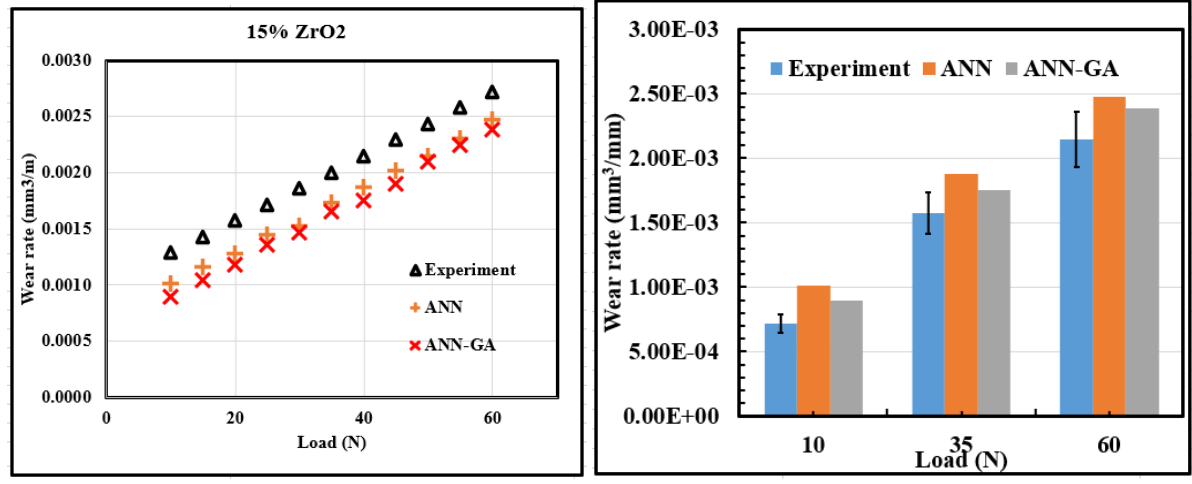 15% ZrO2
Wear rate (mm3/m)
0.0030
0.0025
0.0020
0.0015
0.0010
0.0005
0.0000
Experiment
ANN
ANN-GA
0 20 40 60
Load (N)
Wear rate (mm³/mm)
3.00E-03
2.50E-03
2.00E-03
1.50E-03
1.00E-03
5.00E-04
0.00E+00
Experiment ANN ANN-GA
10 35 60
Load (N)